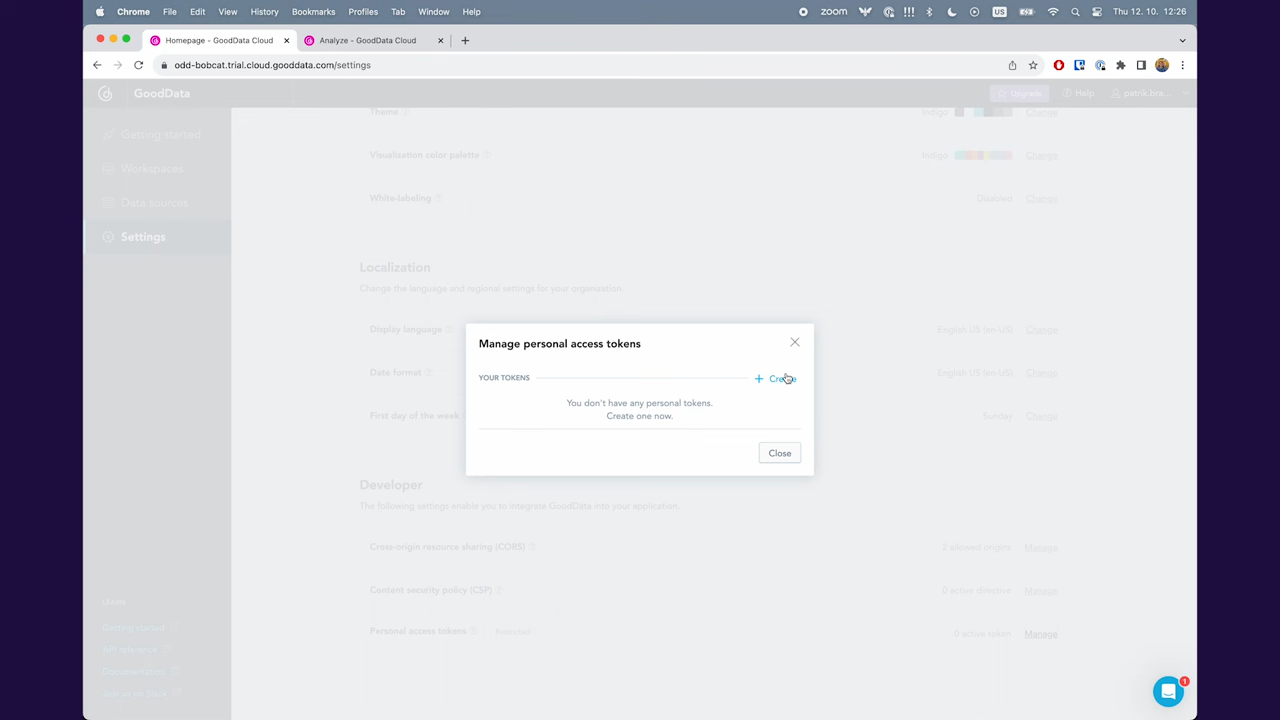 Chrome File Edit View History Bookmarks Profiles Tab Window Help ZOOM US Thu 12. 10. 12:26
Homepage - GoodData Cloud Analyze - GoodData Cloud
odd-bobcat.trial.cloud.gooddata.com/settings
GoodData Upgrade Help patrik.bra...
Theme Indigo Change
Getting started
Visualisation color palette Indigo Change
Workspaces
White-labeling Disabled Change
Data sources
Settings
Localization
Change the language and regional settings for your organization.
Display language English US (en-US) Change
Manage personal access tokens
Date format English US (en-US) Change
YOUR TOKENS + Create
You don't have any personal tokens.
Create one now.
First day of the week Sunday Change
Close
Developer
The following settings enable you to integrate GoodData into your application.
Cross-origin resource sharing (CORS) 2 allowed origins Manage
Content security policy (CSP) 0 active directive Manage
Personal access tokens 0 active token Manage
Getting started
API reference
Documentation
Join us on Slack
1